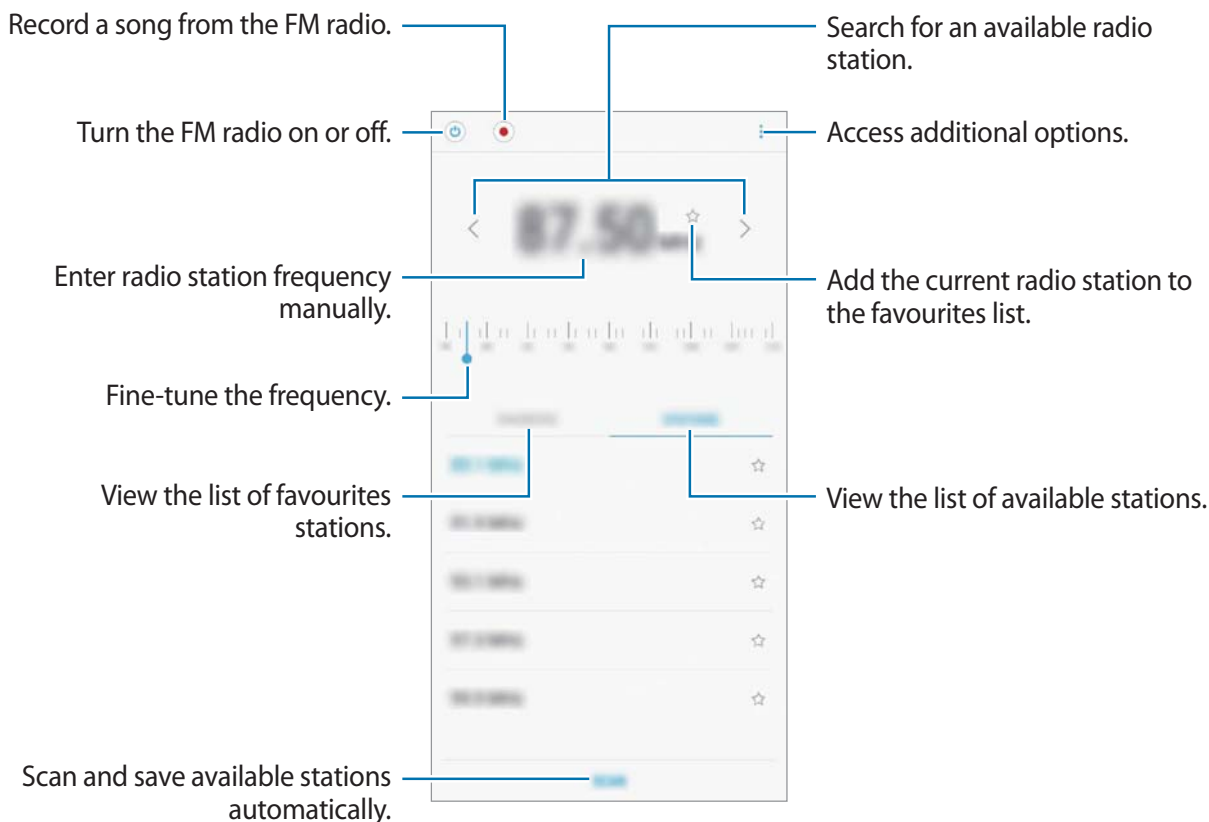 Record a song from the FM radio.
Search for an available radio
station.
Turn the FM radio on or off.
Access additional options.
87.50
Enter radio station frequency
manually.
Add the current radio station to
the favourites list.
Fine-tune the frequency.
View the list of favourites
stations.
View the list of available stations.
Scan and save available stations
automatically.
SCAN